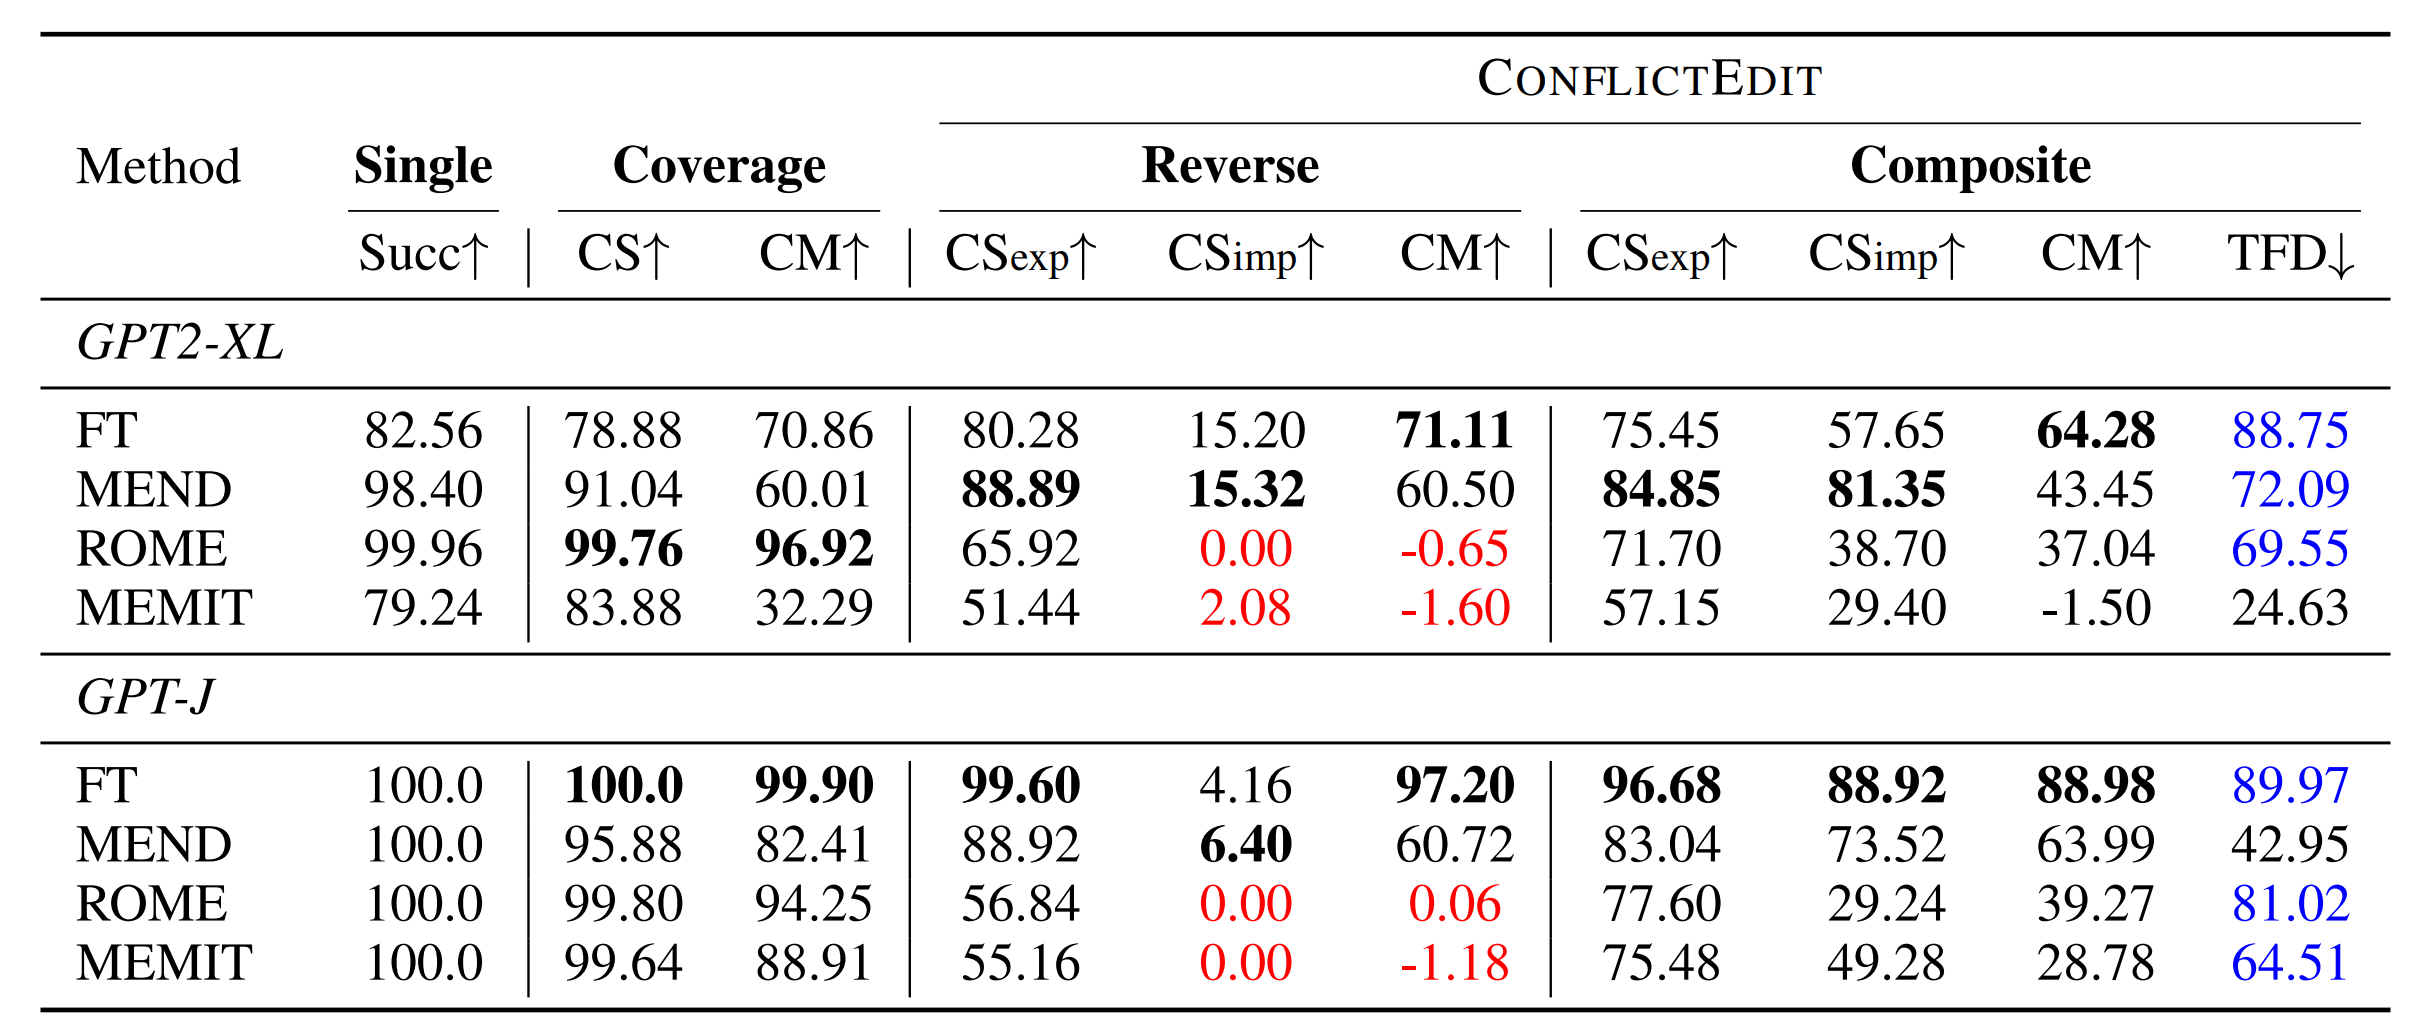 CONFLICTEDIT
Method Single Coverage Reverse Composite
Succ↑ CS↑ CM↑ CSexp↑ CSimp↑ CM↑ CSexp↑ CSimp↑ CM↑ TFD↓
GPT2-XL
FT 82.56 78.88 70.86 80.28 15.20 71.11 75.45 57.65 64.28 88.75
MEND 98.40 91.04 60.01 88.89 15.32 60.50 84.85 81.35 43.45 72.09
ROME 99.96 99.76 96.92 65.92 0.00 -0.65 71.70 38.70 37.04 69.55
MEMIT 79.24 83.88 32.29 51.44 2.08 -1.60 57.15 29.40 -1.50 24.63
GPT-J
FT 100.0 100.0 99.90 99.60 4.16 97.20 96.68 88.92 88.98 89.97
MEND 100.0 95.88 82.41 88.92 6.40 60.72 83.04 73.52 63.99 42.95
ROME 100.0 99.80 94.25 56.84 0.00 0.06 77.60 29.24 39.27 81.02
MEMIT 100.0 99.64 88.91 55.16 0.00 -1.18 75.48 49.28 28.78 64.51